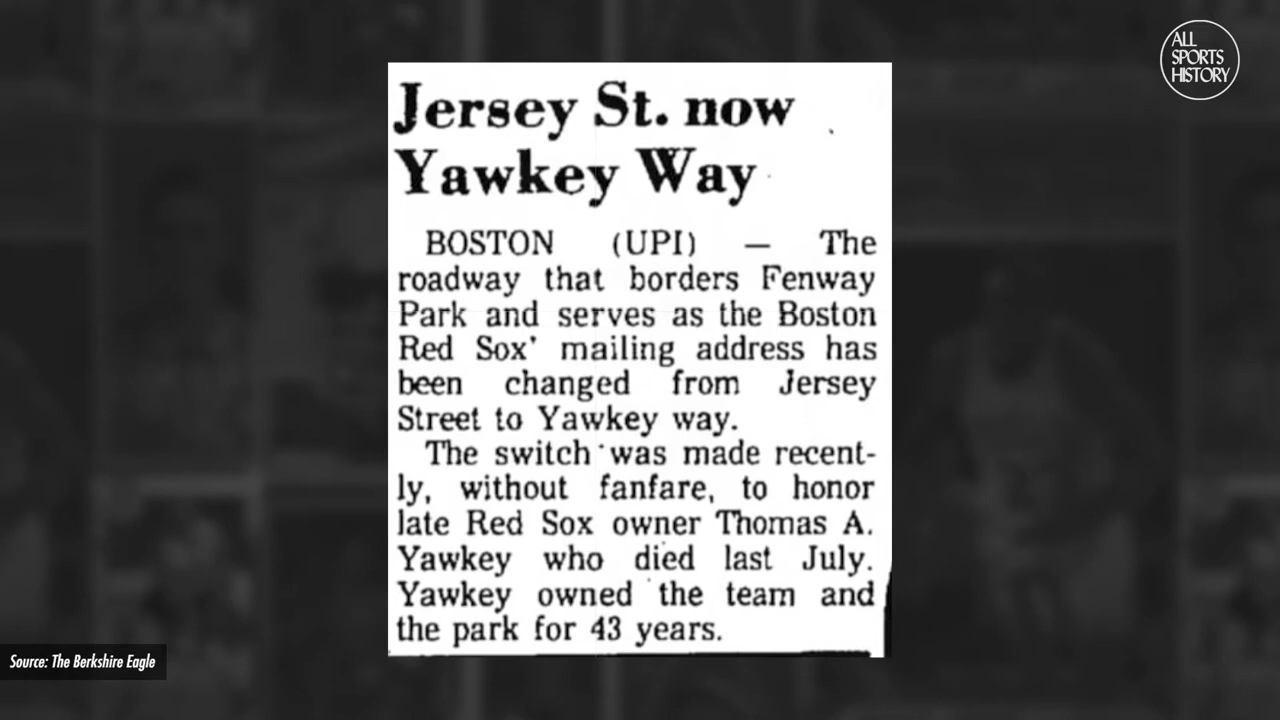 ALL
SPORTS
HISTORY
Jersey St. now
Yawkey Way
BOSTON (UPI) — The
roadway that borders Fenway
Park and serves as the Boston
Red Sox' mailing address has
been changed from Jersey
Street to Yawkey way.
The switch was made recent-
ly, without fanfare, to honor
late Red Sox owner Thomas A.
Yawkey who died last July.
Yawkey owned the team and
the park for 43 years.
Source: The Berkshire Eagle